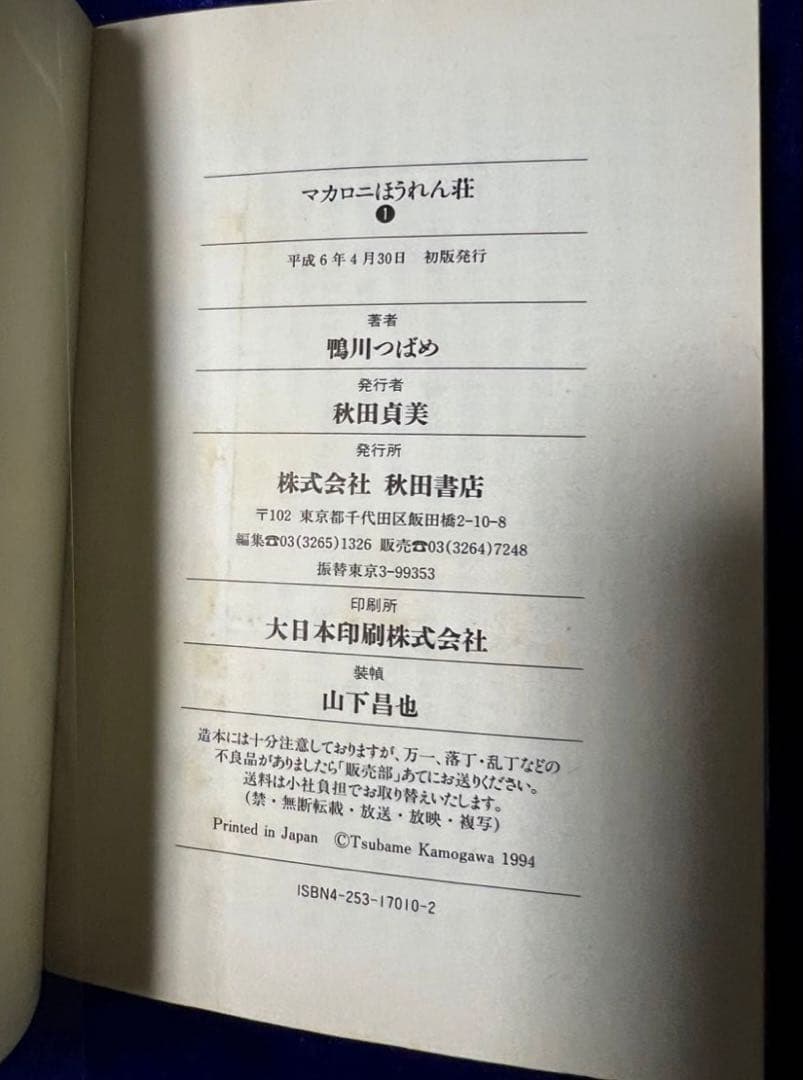 マカロニほうれん荘
❶
平成6年4月30日　初版発行
著者
鴨川つばめ
発行者
秋田貞美
発行所
株式会社 秋田書店
〒102 東京都千代田区飯田橋2-10-8
編集☎03(3265)1326 販売☎03(3264)7248
振替東京3-99353
印刷所
大日本印刷株式会社
装幀
山下昌也
造本には十分注意しておりますが、万一、落丁・乱丁などの
不良品がありましたら「販売部」あてにお送りください。
送料は小社負担でお取り替えいたします。
(禁・無断転載・放送・放映・複写)
Printed in Japan　©Tsubame Kamogawa 1994
ISBN4-253-17010-2